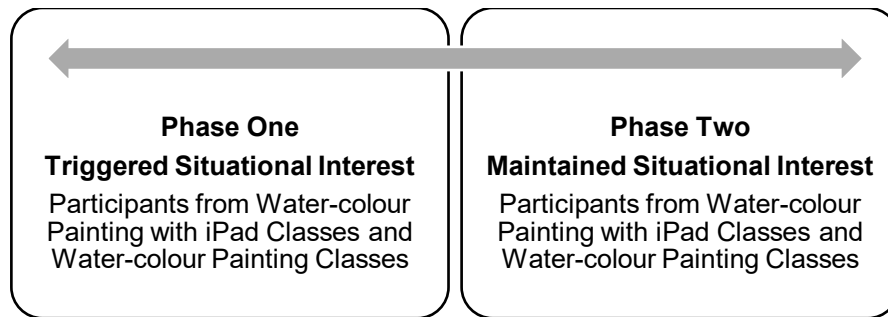 Phase One
Triggered Situational Interest
Participants from Water-colour
Painting with iPad Classes and
Water-colour Painting Classes
Phase Two
Maintained Situational Interest
Participants from Water-colour
Painting with iPad Classes and
Water-colour Painting Classes